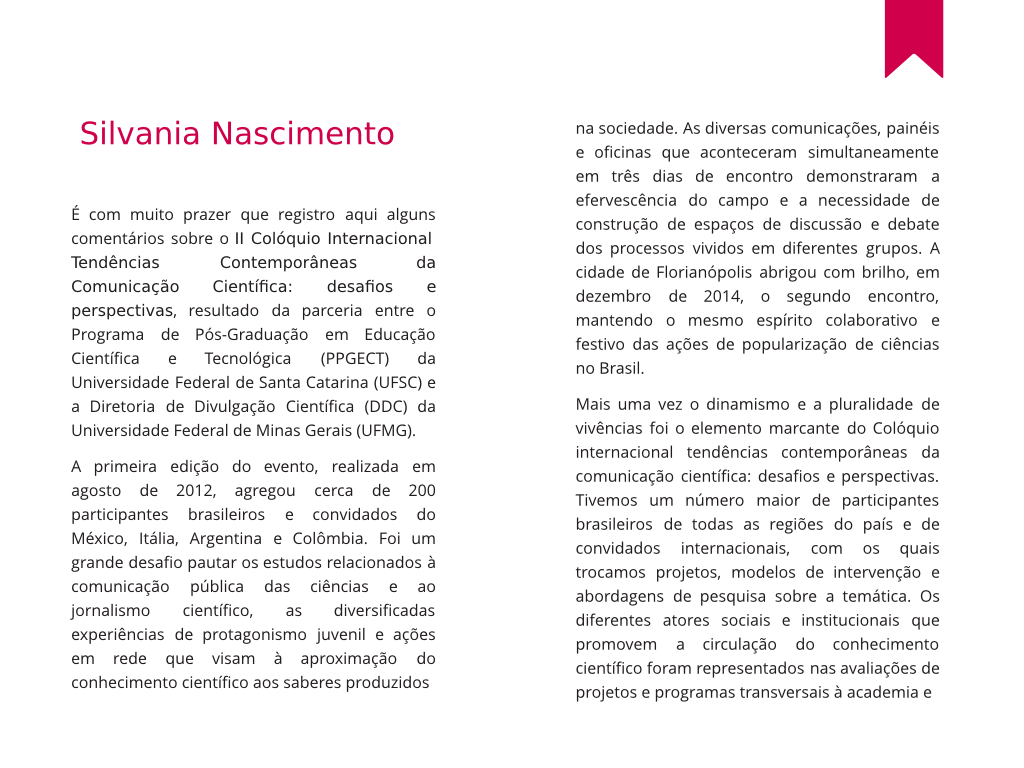 Silvania Nascimento
É com muito prazer que registro aqui alguns
comentários sobre o II Colóquio Internacional
Tendências Contemporâneas da
Comunicação Científica: desafios e
perspectivas, resultado da parceria entre o
Programa de Pós-Graduação em Educação
Científica e Tecnológica (PPGECT) da
Universidade Federal de Santa Catarina (UFSC) e
a Diretoria de Divulgação Científica (DDC) da
Universidade Federal de Minas Gerais (UFMG).
A primeira edição do evento, realizada em
agosto de 2012, agregou cerca de 200
participantes brasileiros e convidados do
México, Itália, Argentina e Colômbia. Foi um
grande desafio pautar os estudos relacionados à
comunicação pública das ciências e ao
jornalismo científico, as diversificadas
experiências de protagonismo juvenil e ações
em rede que visam à aproximação do
conhecimento científico aos saberes produzidos
na sociedade. As diversas comunicações, painéis
e oficinas que aconteceram simultaneamente
em três dias de encontro demonstraram a
efervescência do campo e a necessidade de
construção de espaços de discussão e debate
dos processos vividos em diferentes grupos. A
cidade de Florianópolis abrigou com brilho, em
dezembro de 2014, o segundo encontro,
mantendo o mesmo espírito colaborativo e
festivo das ações de popularização de ciências
no Brasil.
Mais uma vez o dinamismo e a pluralidade de
vivências foi o elemento marcante do Colóquio
internacional tendências contemporâneas da
comunicação científica: desafios e perspectivas.
Tivemos um número maior de participantes
brasileiros de todas as regiões do país e de
convidados internacionais, com os quais
trocamos projetos, modelos de intervenção e
abordagens de pesquisa sobre a temática. Os
diferentes atores sociais e institucionais que
promovem a circulação do conhecimento
científico foram representados nas avaliações de
projetos e programas transversais à academia e